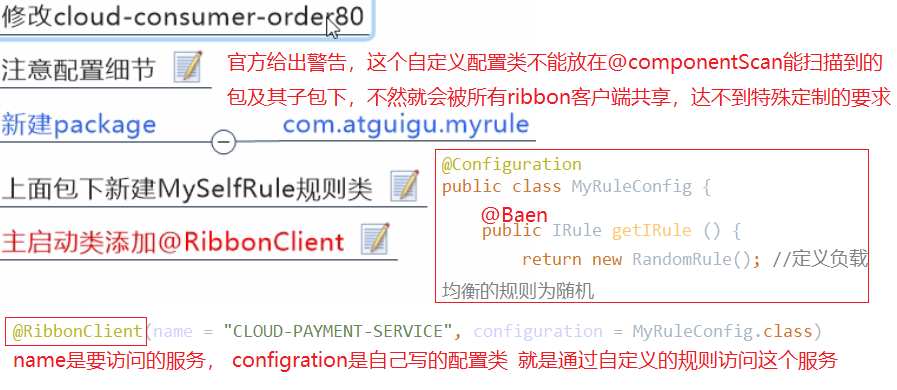 修改cloud-consumer-order80
注意配置细节
官方给出警告，这个自定义配置类不能放在@componentScan能扫描到的
包及其子包下，不然就会被所有ribbon客户端共享，达不到特殊定制的要求
新建package
com.atguigu.myrule
上面包下新建MySelfRule规则类
主启动类添加@RibbonClient
@Configuration
public class MyRuleConfig {
@Baen
public IRule getIRule () {
return new RandomRule(); //定义负载
均衡的规则为随机
@RibbonClient(name = "CLOUD-PAYMENT-SERVICE", configuration = MyRuleConfig.class)
name是要访问的服务， configration是自己写的配置类 就是通过自定义的规则访问这个服务